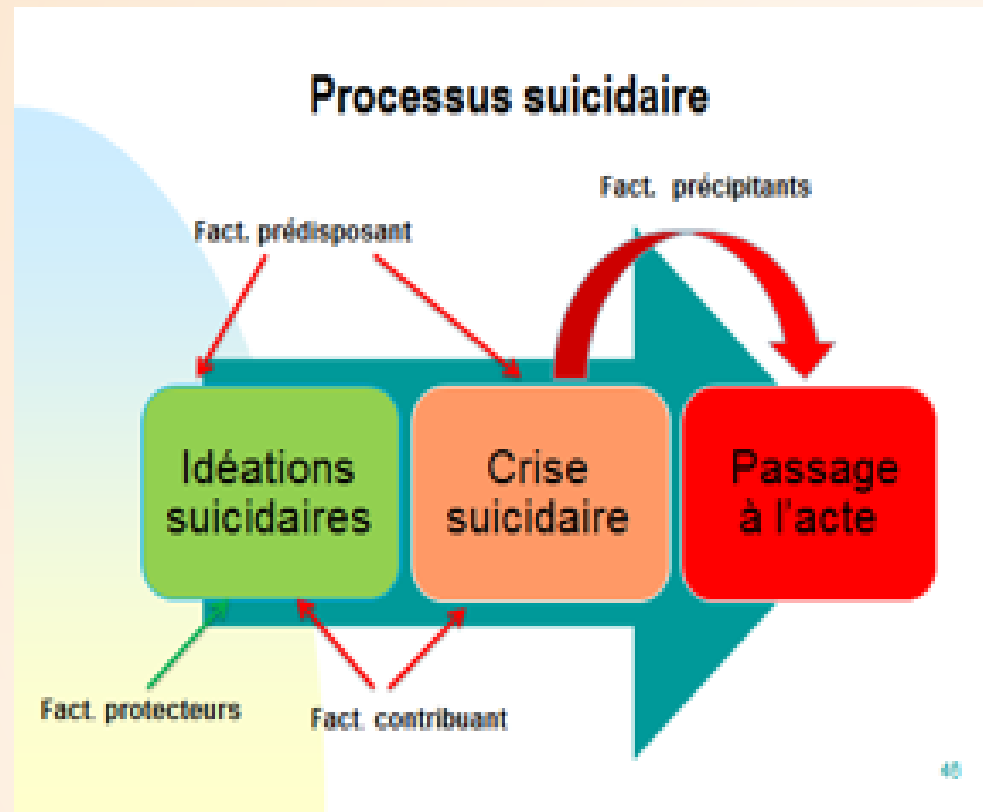 Processus suicidaire
Fact. précipitants
Fact. prédisposant
Idéations
suicidaires
Crise
suicidaire
Passage
à l'acte
Fact. protecteurs
Fact. contribuant